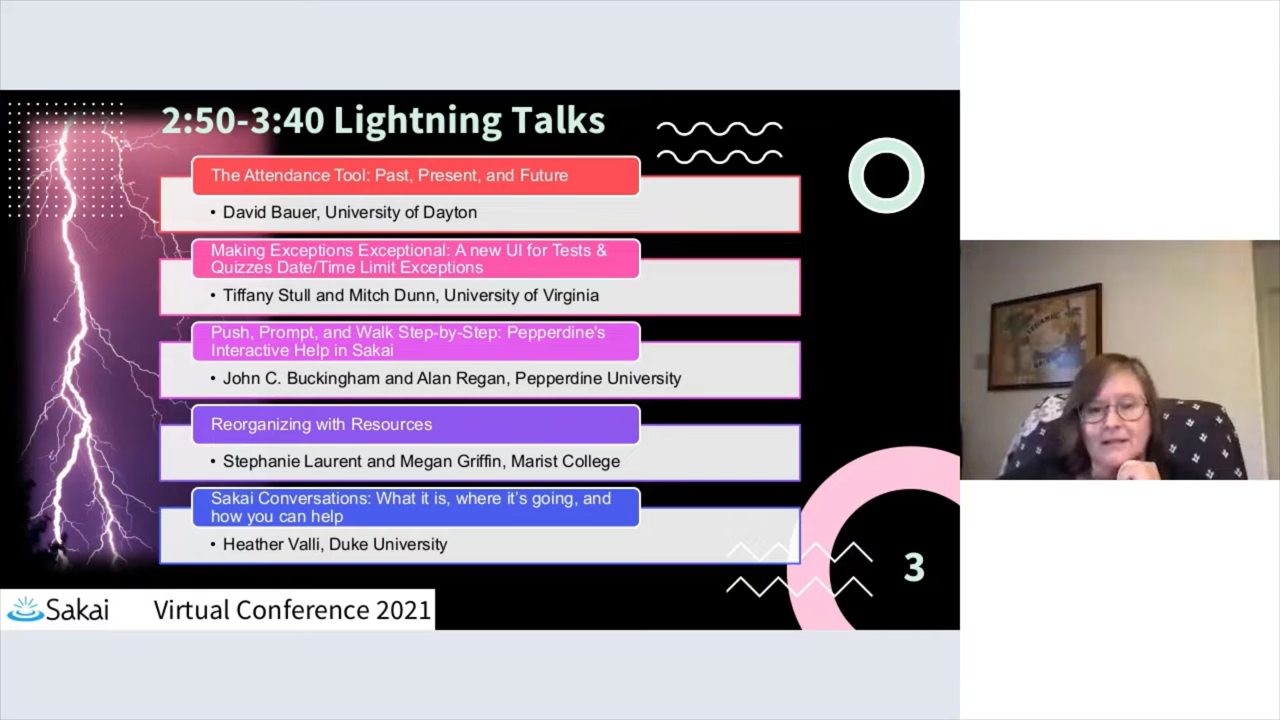 2:50-3:40 Lightning Talks
The Attendance Tool: Past, Present, and Future
• David Bauer, University of Dayton
Making Exceptions Exceptional: A new UI for Tests &
Quizzes Date/Time Limit Exceptions
• Tiffany Stull and Mitch Dunn, University of Virginia
Push, Prompt, and Walk Step-by-Step: Pepperdine's
Interactive Help in Sakai
• John C. Buckingham and Alan Regan, Pepperdine University
Reorganizing with Resources
• Stephanie Laurent and Megan Griffin, Marist College
Sakai Conversations: What it is, where it's going, and
how you can help
• Heather Valli, Duke University
3
Sakai Virtual Conference 2021